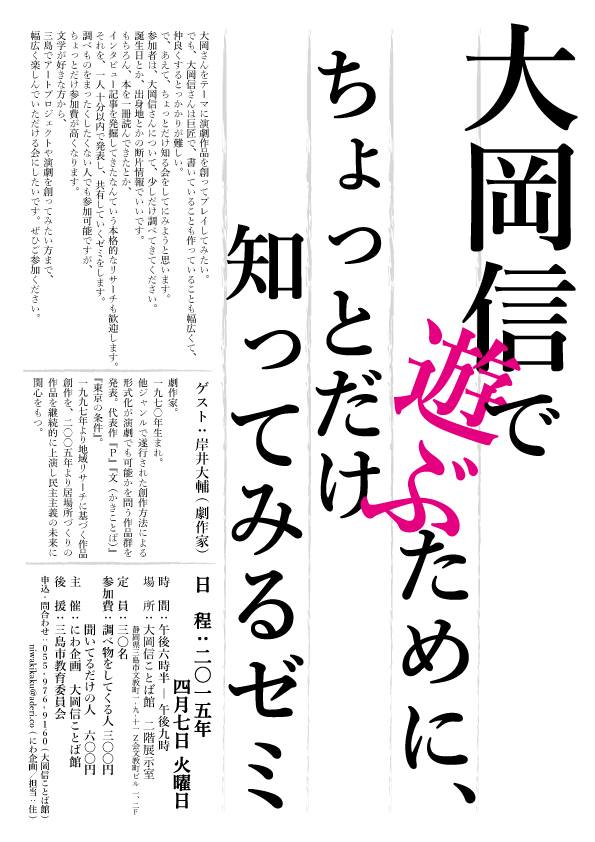 大岡信で
遊ぶために、
ちょっとだけ
知ってみるゼミ
大岡さんをテーマに演劇作品を創ってプレイしてみたい。
でも、大岡信さんは巨匠で、書いていることも作っていることも幅広くて、
仲良くするとっかかりが難しい。
で、あえて、ちょっとだけ知る会をしてにみようと思います。
参加者は、大岡信さんについて、少しだけ調べてきてください。
誕生日とか、出身地とかの断片情報でいいです。
もちろん、本を一冊読んできたとか、
インタビュー記事を発掘してきたなんていう本格的なリサーチも歓迎します。
それを、一人十分以内で発表し、共有していくゼミをします。
調べものをまったくしたくない人でも参加可能ですが、
ちょっとだけ参加費が高くなります。
文学が好きな方から、
三島でアートプロジェクトや演劇を創ってみたい方まで、
幅広く楽しんでいただける会にしたいです。ぜひご参加ください。
ゲスト：岸井大輔（劇作家）
劇作家。
一九七〇年生まれ。
他ジャンルで遂行された創作方法による
形式化が演劇でも可能かを問う作品群を
発表。代表作『P』『文（かきことば）』
『東京の条件』。
一九九七年より地域リサーチに基づく作品
創作を、二〇〇五年より居場所づくりの
作品を継続的に上演し民主主義の未来に
関心をもつ。
日　程：二〇一五年
四月七日 火曜日
時　間：午後六時半 ― 午後九時
場　所：大岡信ことば館　二階展示室
静岡県三島市文教町一‐九‐十一 Z会文教町ビル 一、二F
定　員：三〇名
参加費：調べ物をしてくる人 三〇〇円
聞いてるだけの人　六〇〇円
主　催：にわ企画　大岡信ことば館
後　援：三島市教育委員会
申込・問合わせ：055-976-9160（大岡信ことば館）
niwakikaku@aderi.co（にわ企画／担当：住）